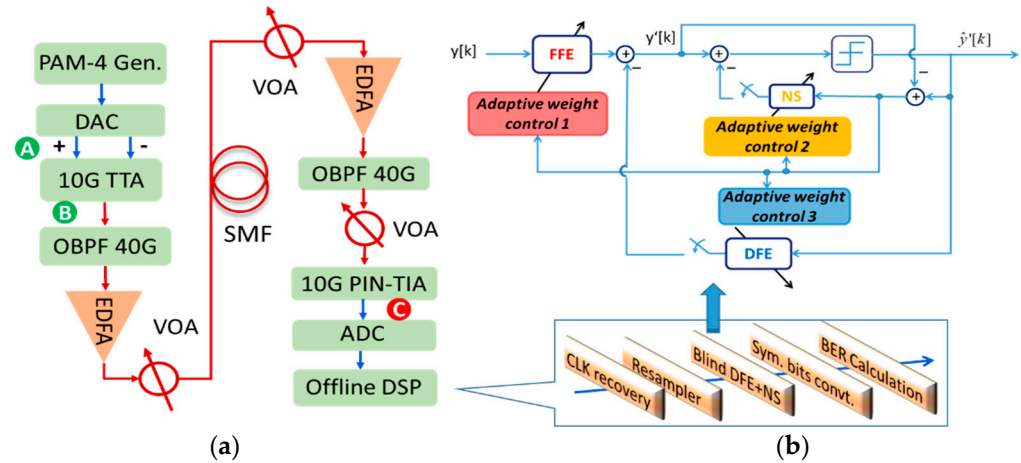 PAM-4 Gen.
DAC
A
+
-
10G TTA
B
OBPF 40G
EDFA
VOA
SMF
VOA
EDFA
OBPF 40G
VOA
10G PIN-TIA
C
ADC
Offline DSP
(a)
y[k]
FFE
+
−
y‘[k]
+
−
NS
−
+
ŷ'[k]
Adaptive weight
control 1
Adaptive weight
control 2
Adaptive weight
control 3
DFE
CLK recovery
Resampler
Blind DFE+NS
Sym. bits convt.
BER Calculation
(b)